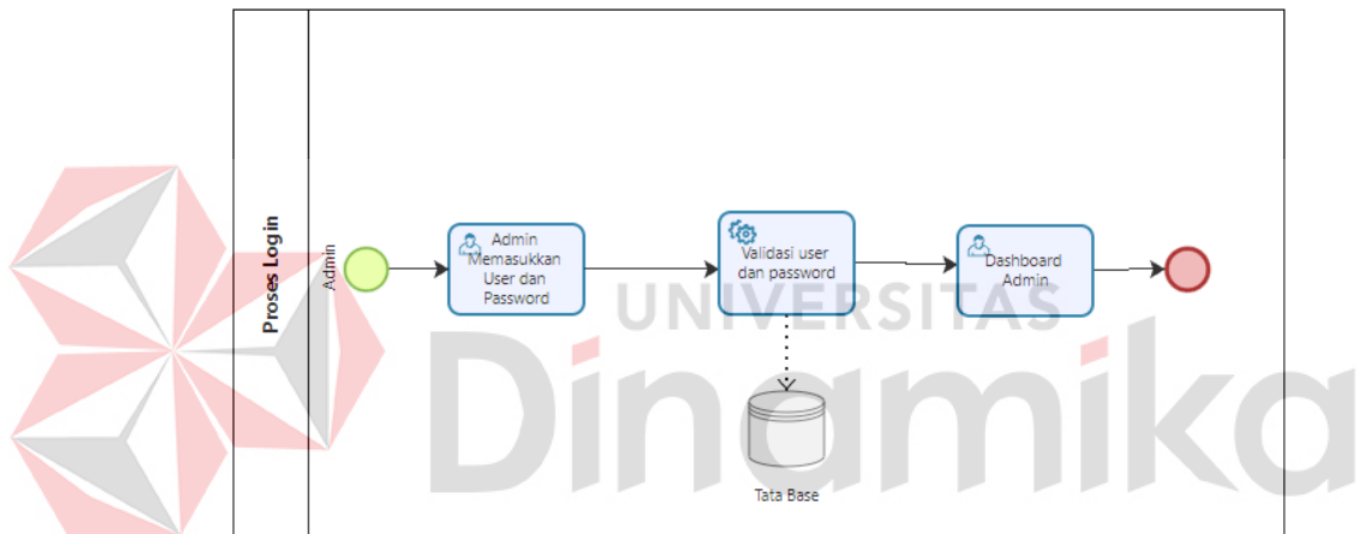 Proses Login
Admin
Admin
Memasukkan
User dan
Password
Validasi user
dan password
Dashboard
Admin
Tata Base
UNIVERSITAS
Dinamika